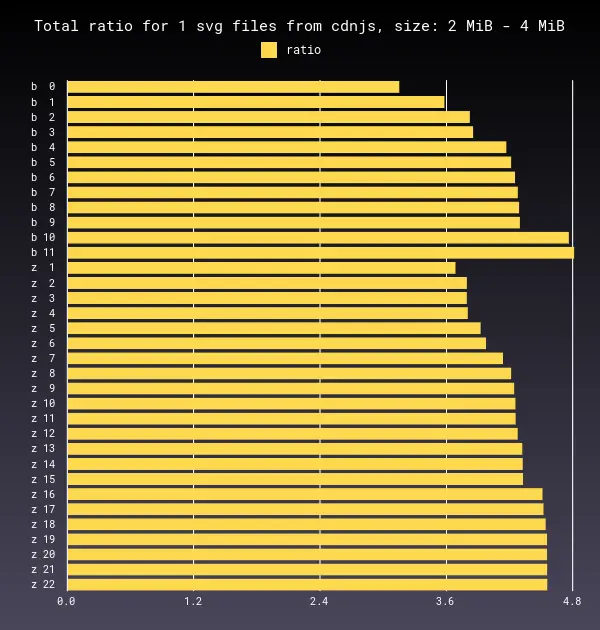 Total ratio for 1 svg files from cdnjs, size: 2 MiB - 4 MiB
ratio
b 0
b 1
b 2
b 3
b 4
b 5
b 6
b 7
b 8
b 9
b 10
b 11
z 1
z 2
z 3
z 4
z 5
z 6
z 7
z 8
z 9
z 10
z 11
z 12
z 13
z 14
z 15
z 16
z 17
z 18
z 19
z 20
z 21
z 22
0.0 1.2 2.4 3.6 4.8